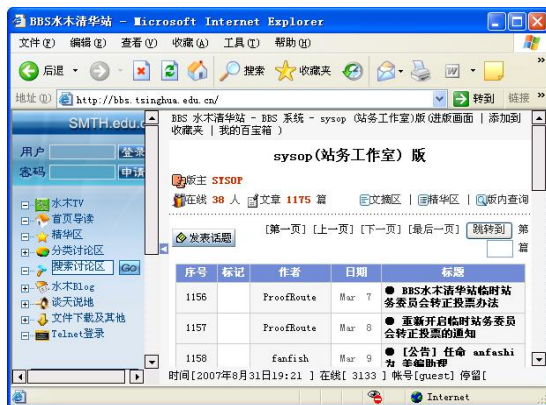 BBS水木清华站 - Microsoft Internet Explorer
文件(F) 编辑(E) 查看(V) 收藏(A) 工具(T) 帮助(H)
后退 搜索 收藏夹
地址(D) http://bbs.tsinghua.edu.cn/ 转到 链接
SMTH.edu.c
用户 登录
密码 申请
水木TV
首页导读
精华区
分类讨论区
搜索讨论区 Go
水木Blog
谈天说地
文件下载及其他
Telnet登录
BBS 水木清华站 - BBS 系统 - sysop (站务工作室)版(进版画面 | 添加到
收藏夹 | 我的百宝箱 )
sysop(站务工作室) 版
版主 SYSOP
在线 38 人 文章 1175 篇 文摘区 | 精华区 | 版内查询
发表话题 [第一页] [上一页] [下一页] [最后一页] 跳转到 第
篇
序号 标记 作者 日期 标题
1156 ProofRoute Mar 7 ● BBS水木清华站临时站
务委员会转正投票办法
1157 ProofRoute Mar 8 ● 重新开启临时站务委员
会转正投票的通知
1158 fanfish Mar 9 ● [公告] 任命 anfashi
为 美编助理
时间[2007年8月31日19:21 ] 在线[ 3133 ] 帐号[guest] 停留[
Internet